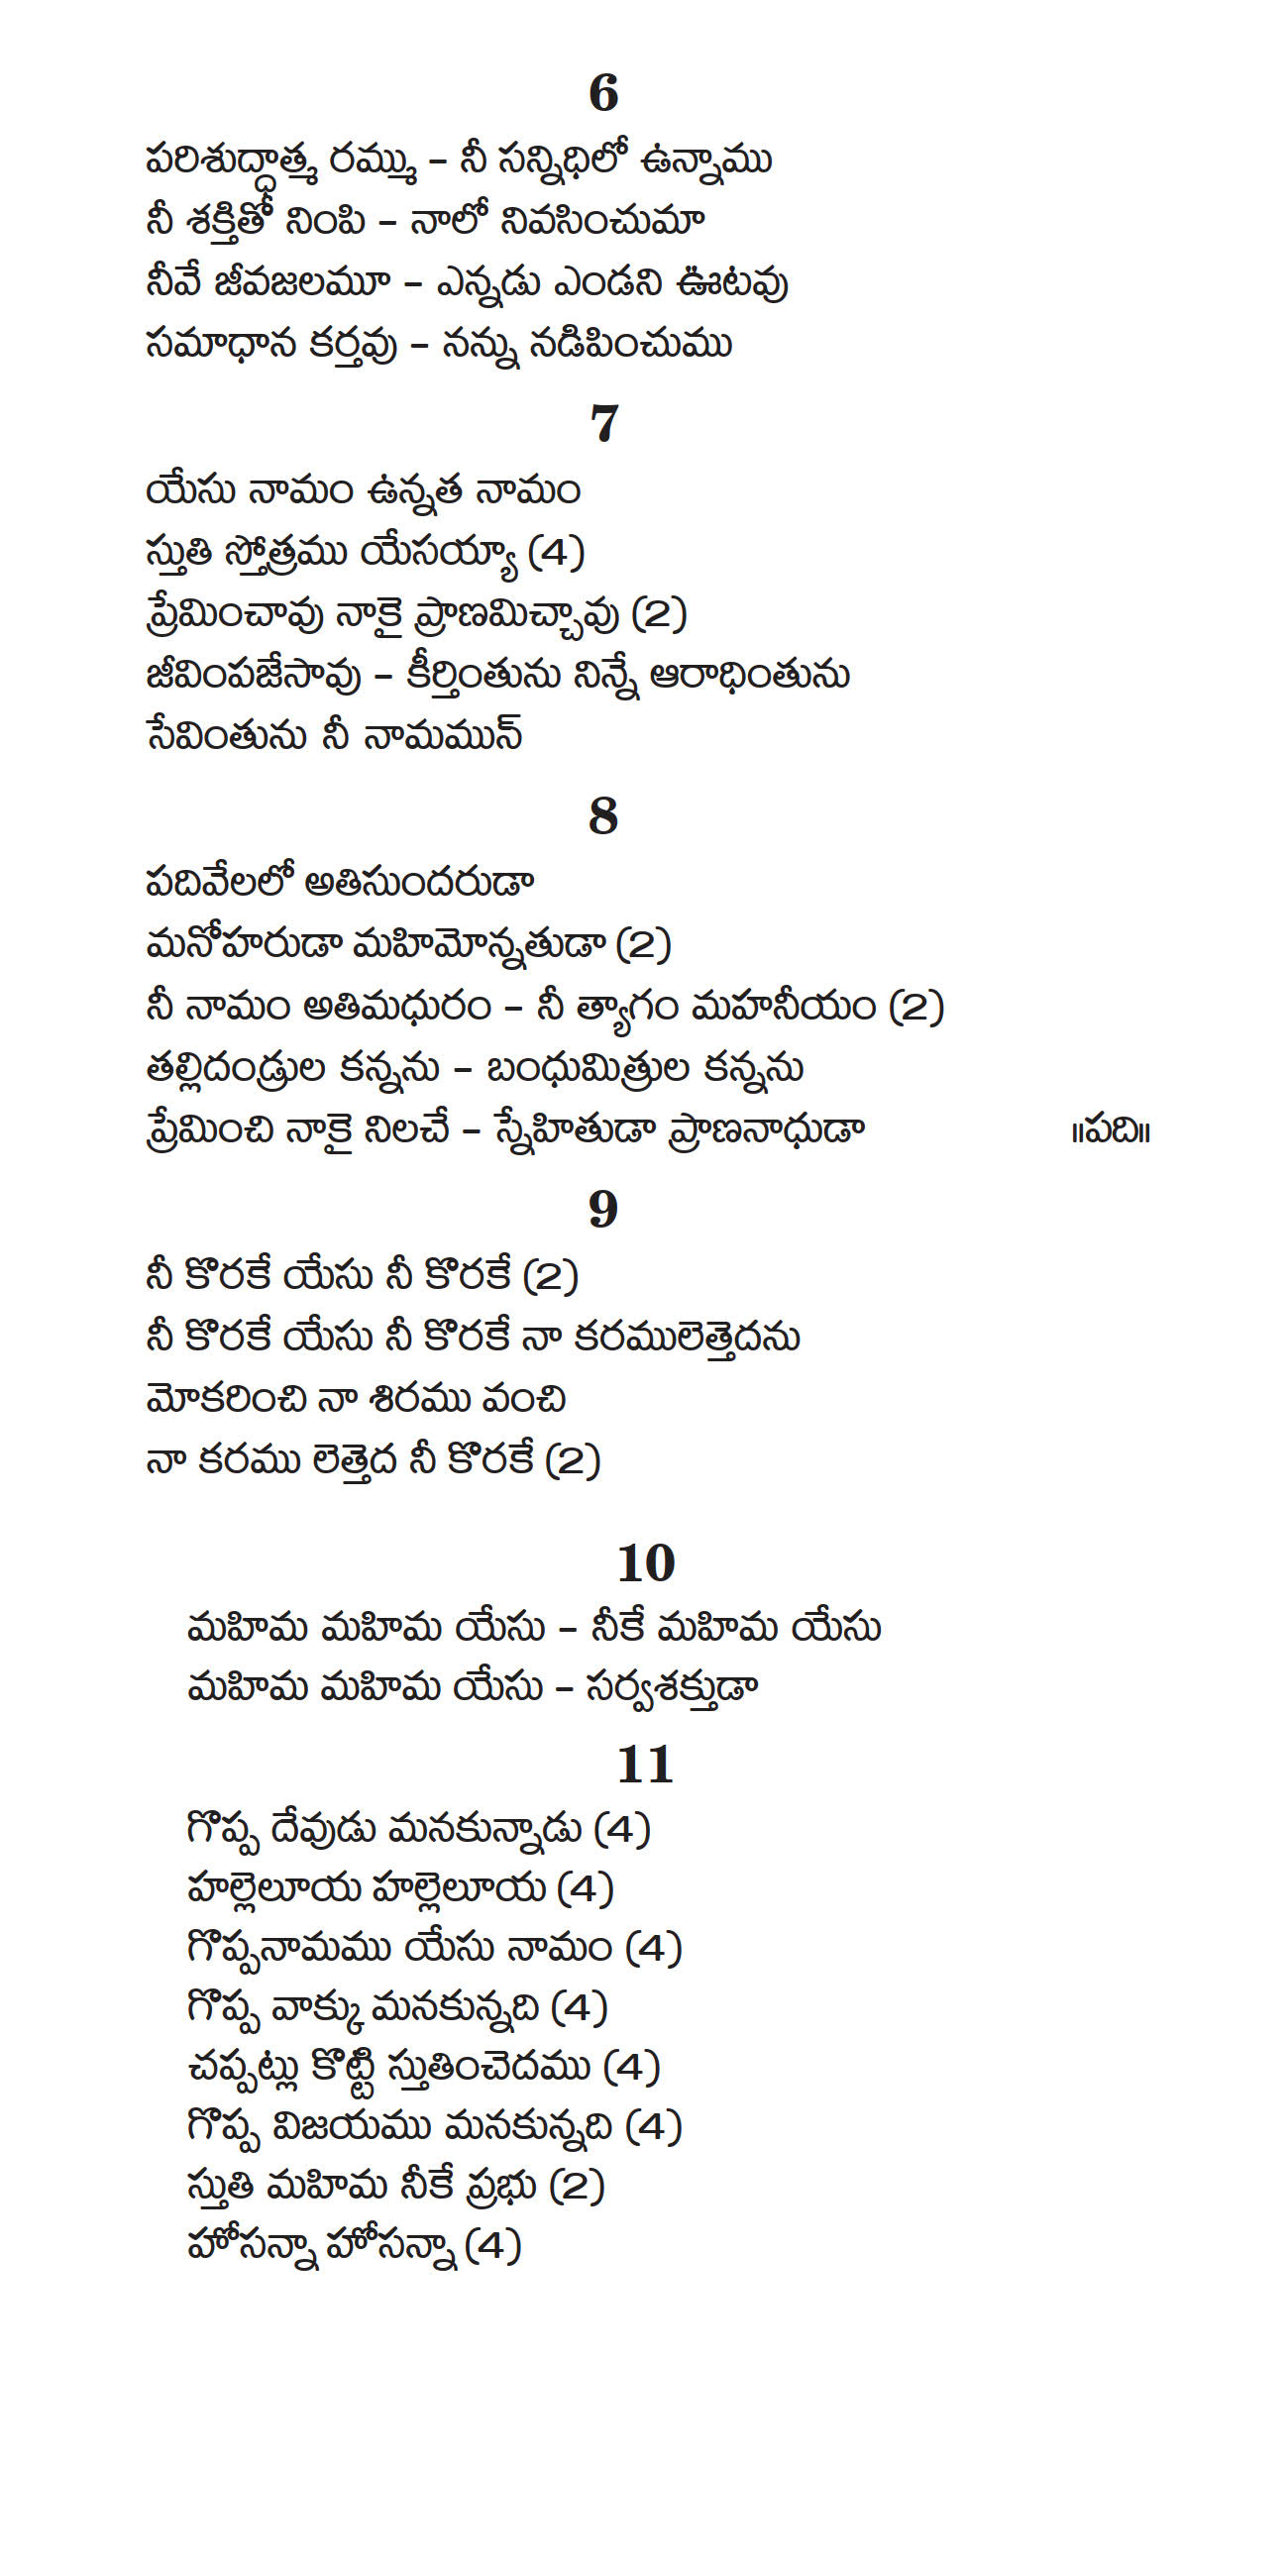 6
పరిశుద్ధాత్మ రమ్ము – నీ సన్నిధిలో ఉన్నాము
నీ శక్తితో నింపి – నాలో నివసించుమా
నీవే జీవజలమూ – ఎన్నడు ఎండని ఊటవు
సమాధాన కర్తవు – నన్ను నడిపించుము
7
యేసు నామం ఉన్నత నామం
స్తుతి స్తోత్రము యేసయ్యా (4)
ప్రేమించావు నాకై ప్రాణమిచ్చావు (2)
జీవింపజేసావు – కీర్తింతును నిన్నే ఆరాధింతును
సేవింతును నీ నామమున్
8
పదివేలలో అతిసుందరుడా
మనోహరుడా మహిమోన్నతుడా (2)
నీ నామం అతిమధురం – నీ త్యాగం మహనీయం (2)
తల్లిదండ్రుల కన్నను – బంధుమిత్రుల కన్నను
ప్రేమించి నాకై నిలచే – స్నేహితుడా ప్రాణనాధుడా ॥పది॥
9
నీ కొరకే యేసు నీ కొరకే (2)
నీ కొరకే యేసు నీ కొరకే నా కరములెత్తెదను
మోకరించి నా శిరము వంచి
నా కరము లెత్తెద నీ కొరకే (2)
10
మహిమ మహిమ యేసు – నీకే మహిమ యేసు
మహిమ మహిమ యేసు – సర్వశక్తుడా
11
గొప్ప దేవుడు మనకున్నాడు (4)
హల్లెలూయ హల్లెలూయ (4)
గొప్పనామము యేసు నామం (4)
గొప్ప వాక్కు మనకున్నది (4)
చప్పట్లు కొట్టి స్తుతించెదము (4)
గొప్ప విజయము మనకున్నది (4)
స్తుతి మహిమ నీకే ప్రభు (2)
హోసన్నా హోసన్నా (4)